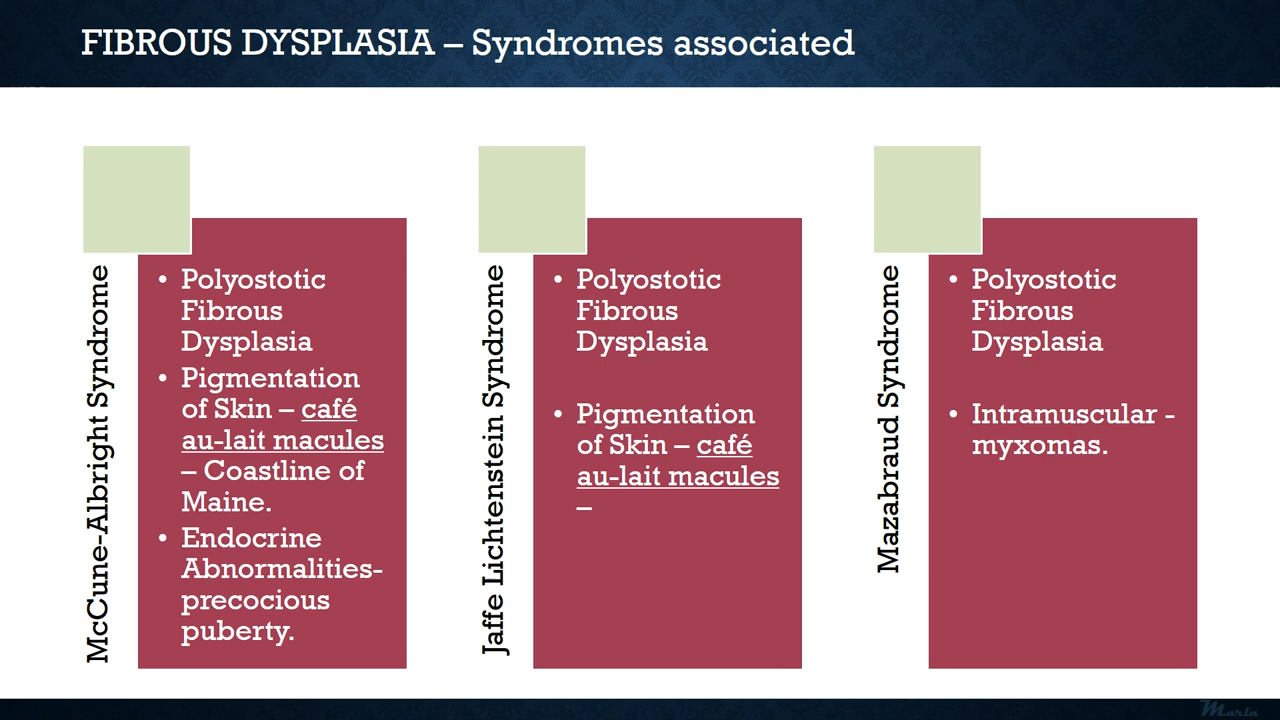 FIBROUS DYSPLASIA – Syndromes associated
McCune-Albright Syndrome
• Polyostotic
Fibrous
Dysplasia
• Pigmentation
of Skin – café
au-lait macules
– Coastline of
Maine.
• Endocrine
Abnormalities-
precocious
puberty.
Jaffe Lichtenstein Syndrome
• Polyostotic
Fibrous
Dysplasia
• Pigmentation
of Skin – café
au-lait macules
–
Mazabraud Syndrome
• Polyostotic
Fibrous
Dysplasia
• Intramuscular -
myxomas.
Maria